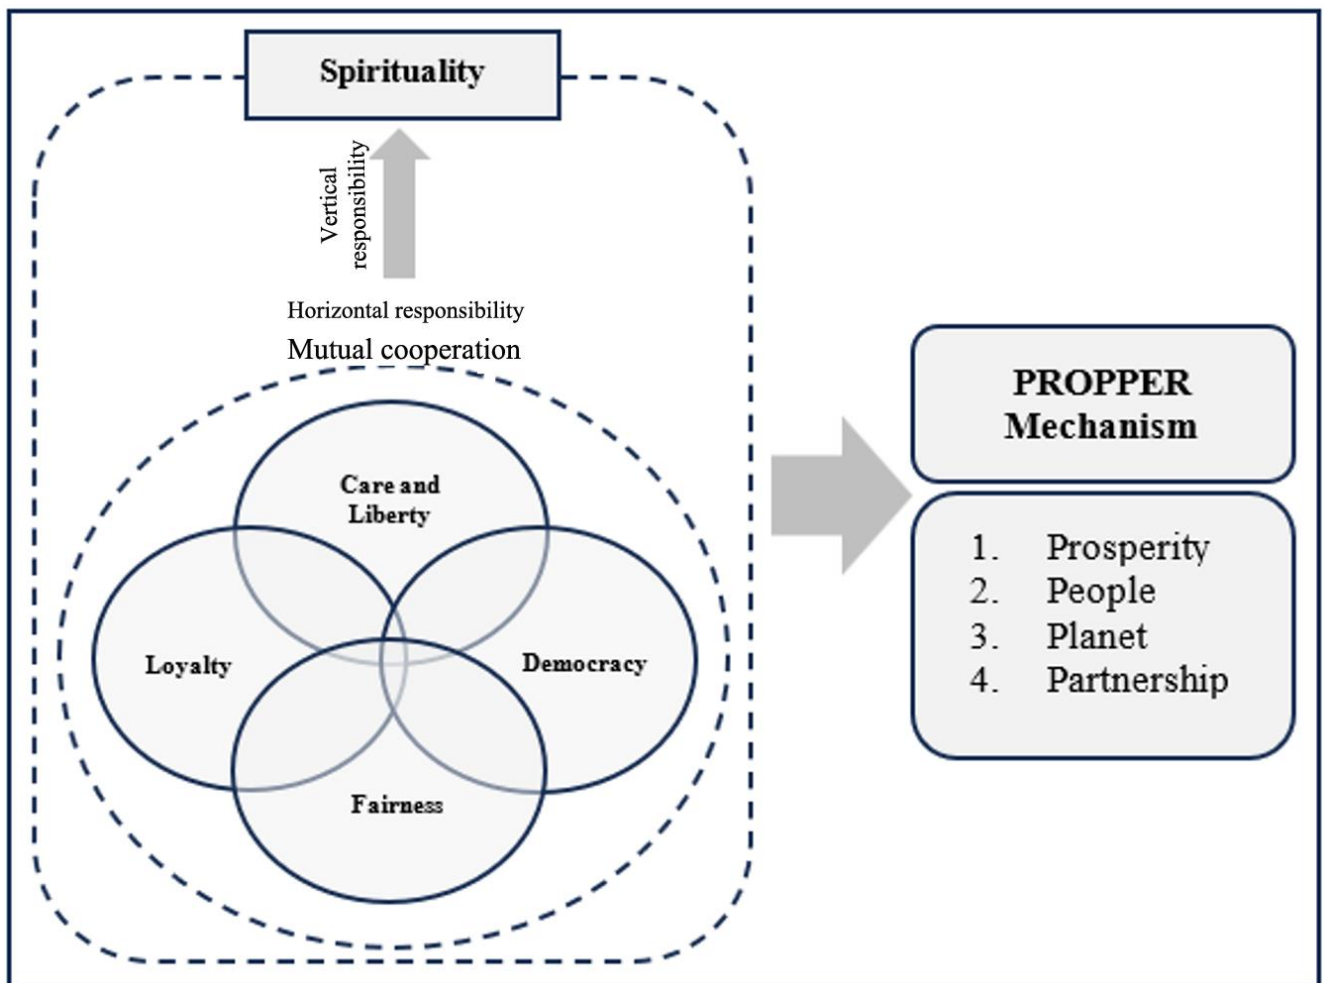 Spirituality
Vertical
responsibility
Horizontal responsibility
Mutual cooperation
Care and
Liberty
Loyalty
Democracy
Fairness
PROPPER
Mechanism
1. Prosperity
2. People
3. Planet
4. Partnership